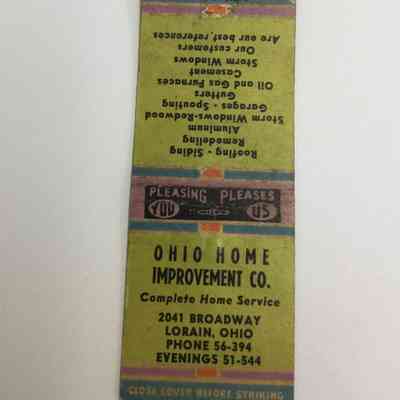 Roofing - Siding
Remodeling
Aluminum
Storm Windows-Redwood
Garages - Spouting
Gutters
Oil and Gas Furnaces
Casement
Storm Windows
Our customers
Are our best references
PLEASING PLEASES
YOU US
OHIO HOME
IMPROVEMENT CO.
Complete Home Service
2041 BROADWAY
LORAIN, OHIO
PHONE 56-394
EVENINGS 51-544
CLOSE COVER BEFORE STRIKING